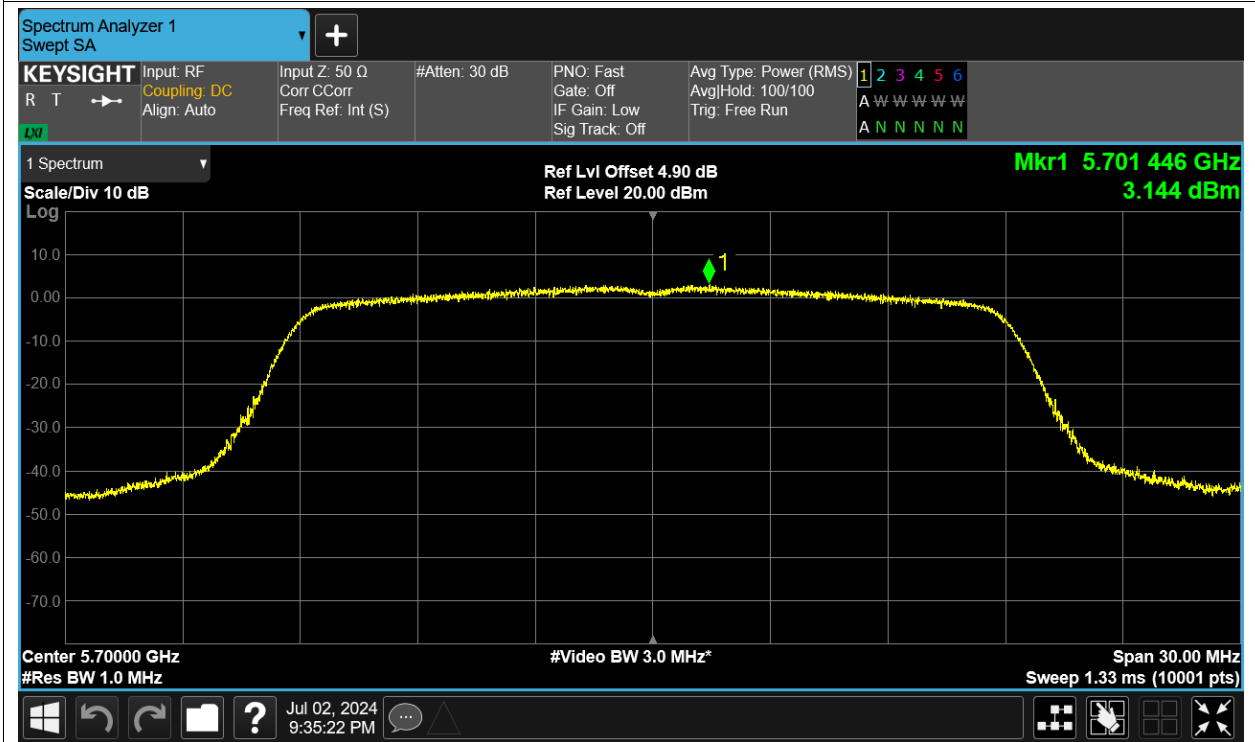 Spectrum Analyzer 1
Swept SA
+
KEYSIGHT
R T
LXI
Input: RF
Coupling: DC
Align: Auto
Input Z: 50 Ω
Corr CCorr
Freq Ref: Int (S)
#Atten: 30 dB
PNO: Fast
Gate: Off
IF Gain: Low
Sig Track: Off
Avg Type: Power (RMS)
Avg|Hold: 100/100
Trig: Free Run
1 2 3 4 5 6
A W W W W W
A N N N N N
1 Spectrum
Scale/Div 10 dB
Log
Ref Lvl Offset 4.90 dB
Ref Level 20.00 dBm
Mkr1 5.701 446 GHz
3.144 dBm
1
10.0
0.00
-10.0
-20.0
-30.0
-40.0
-50.0
-60.0
-70.0
Center 5.70000 GHz
#Video BW 3.0 MHz*
Span 30.00 MHz
#Res BW 1.0 MHz
Sweep 1.33 ms (10001 pts)
?
Jul 02, 2024
9:35:22 PM